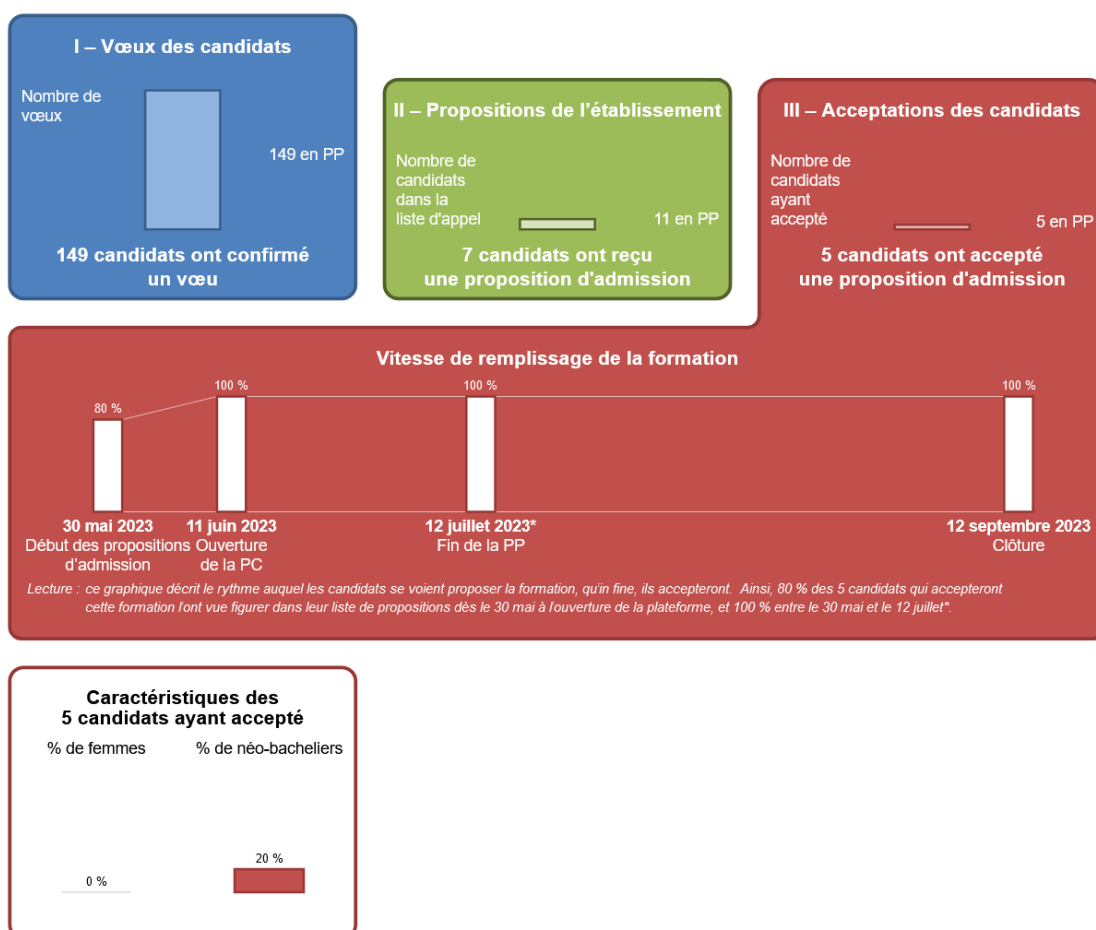 I – Vœux des candidats
Nombre de
vœux
149 en PP
149 candidats ont confirmé
un vœu
II – Propositions de l'établissement
Nombre de
candidats
dans la
liste d'appel
11 en PP
7 candidats ont reçu
une proposition d'admission
III – Acceptations des candidats
Nombre de
candidats
ayant
accepté
5 en PP
5 candidats ont accepté
une proposition d'admission
Vitesse de remplissage de la formation
80 %
100 %
100 %
100 %
30 mai 2023
Début des propositions
d'admission
11 juin 2023
Ouverture
de la PC
12 juillet 2023*
Fin de la PP
12 septembre 2023
Clôture
Lecture : ce graphique décrit le rythme auquel les candidats se voient proposer la formation, qu'in fine, ils accepteront. Ainsi, 80 % des 5 candidats qui accepteront
cette formation l'ont vue figurer dans leur liste de propositions dès le 30 mai à l'ouverture de la plateforme, et 100 % entre le 30 mai et le 12 juillet*.
Caractéristiques des
5 candidats ayant accepté
% de femmes
% de néo-bacheliers
0 %
20 %